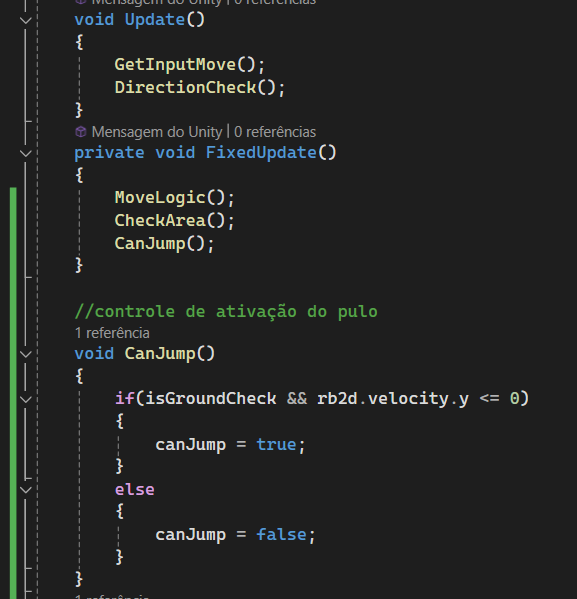 Mensagem do Unity | 0 referências
void Update()
{
GetInputMove();
DirectionCheck();
}
Mensagem do Unity | 0 referências
private void FixedUpdate()
{
MoveLogic();
CheckArea();
CanJump();
}
//controle de ativação do pulo
1 referência
void CanJump()
{
if(isGroundCheck && rb2d.velocity.y <= 0)
{
canJump = true;
}
else
{
canJump = false;
}
}
1 referência